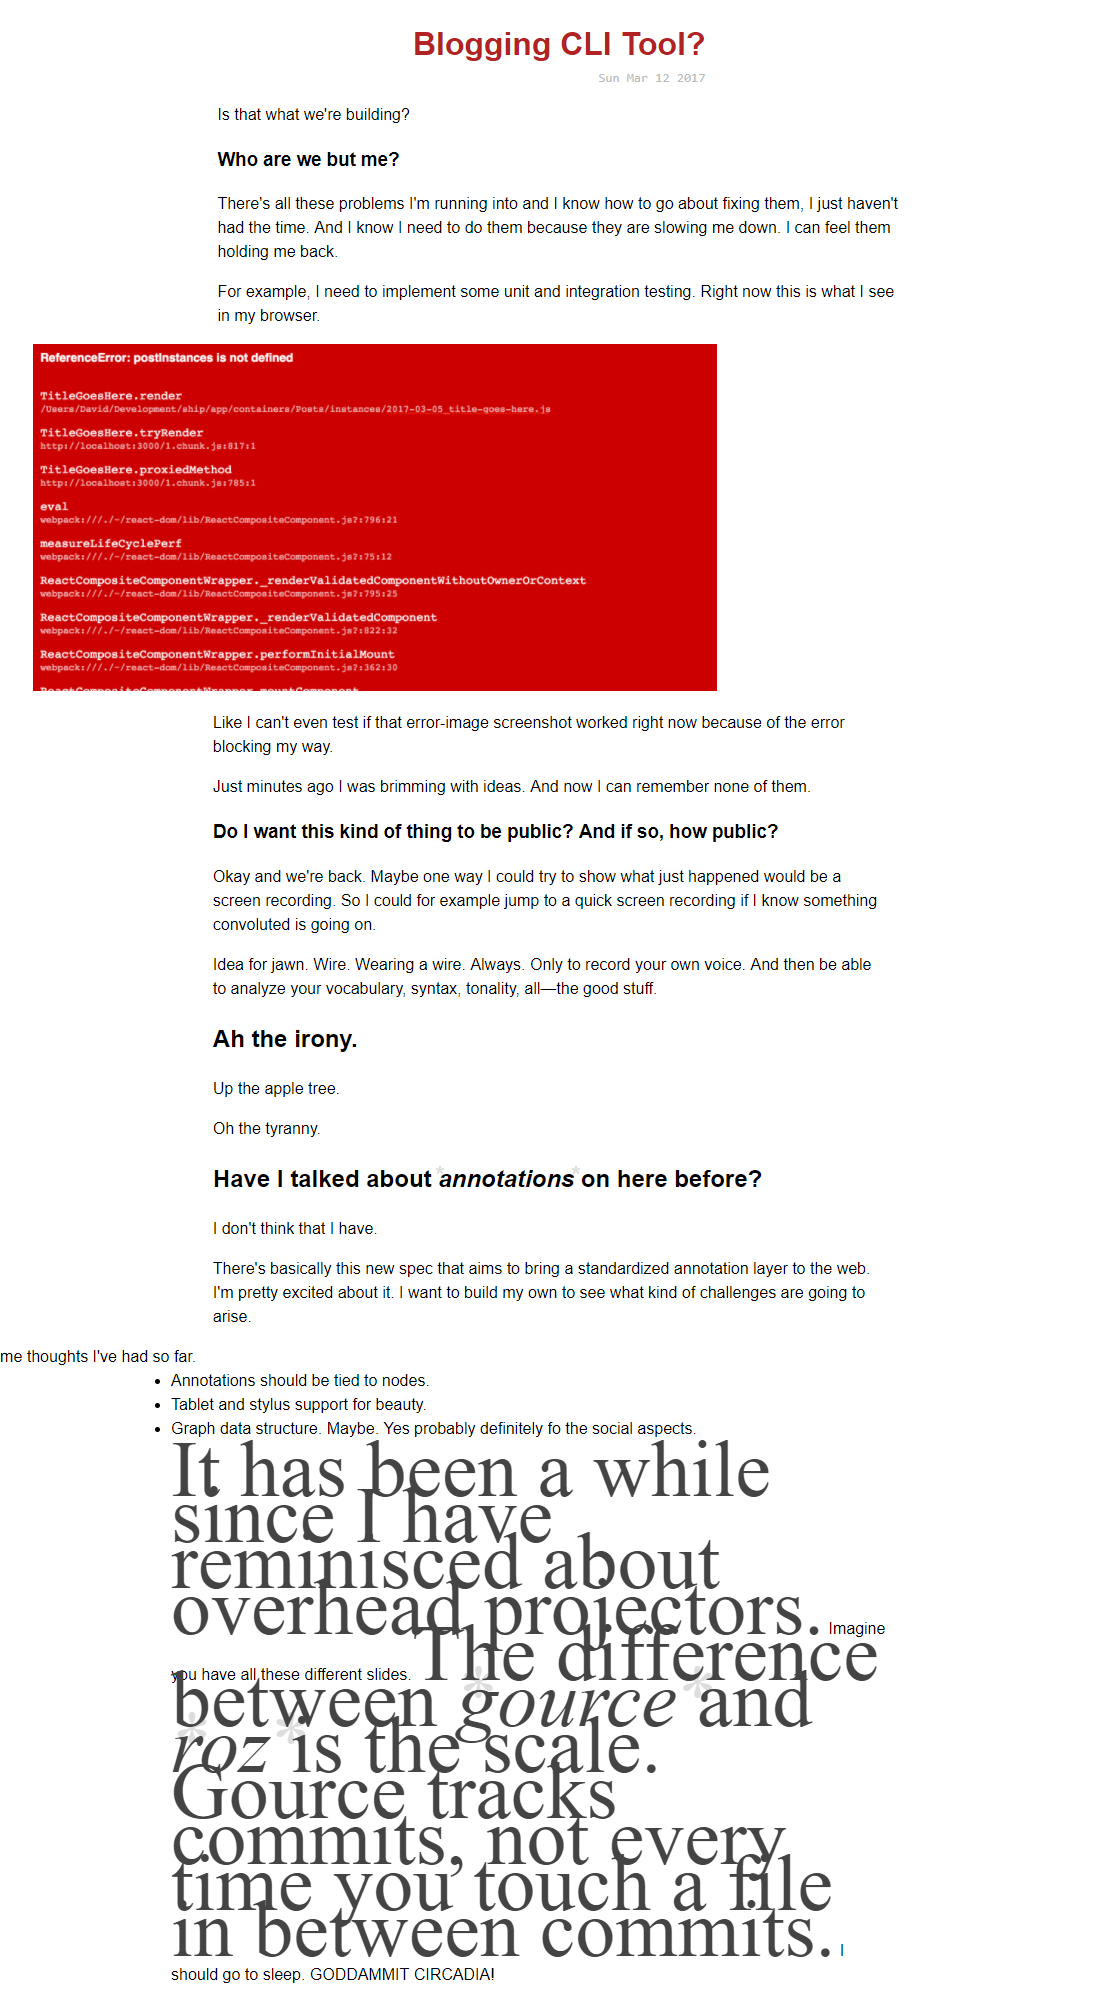 Blogging CLI Tool?
Sun Mar 12 2017
Is that what we're building?
Who are we but me?
There's all these problems I'm running into and I know how to go about fixing them, I just haven't
had the time. And I know I need to do them because they are slowing me down. I can feel them
holding me back.
For example, I need to implement some unit and integration testing. Right now this is what I see
in my browser.
ReferenceError: postInstances is not defined
TitleGoesHere.render
/Users/David/Development/ship/app/containers/Posts/instances/2017-03-05_title-goes-here.js
TitleGoesHere.tryRender
http://localhost:3000/1.chunk.js:817:1
TitleGoesHere.proxiedMethod
http://localhost:3000/1.chunk.js:785:1
eval
webpack:///./~/react-dom/lib/ReactCompositeComponent.js?:796:21
measureLifeCyclePerf
webpack:///./~/react-dom/lib/ReactCompositeComponent.js?:75:12
ReactCompositeComponentWrapper._renderValidatedComponentWithoutOwnerOrContext
webpack:///./~/react-dom/lib/ReactCompositeComponent.js?:795:25
ReactCompositeComponentWrapper._renderValidatedComponent
webpack:///./~/react-dom/lib/ReactCompositeComponent.js?:822:32
ReactCompositeComponentWrapper.performInitialMount
webpack:///./~/react-dom/lib/ReactCompositeComponent.js?:362:30
ReactCompositeComponentWrapper.mountComponent
Like I can't even test if that error-image screenshot worked right now because of the error
blocking my way.
Just minutes ago I was brimming with ideas. And now I can remember none of them.
Do I want this kind of thing to be public? And if so, how public?
Okay and we're back. Maybe one way I could try to show what just happened would be a
screen recording. So I could for example jump to a quick screen recording if I know something
convoluted is going on.
Idea for jawn. Wire. Wearing a wire. Always. Only to record your own voice. And then be able
to analyze your vocabulary, syntax, tonality, all—the good stuff.
Ah the irony.
Up the apple tree.
Oh the tyranny.
Have I talked about *annotations* on here before?
I don't think that I have.
There's basically this new spec that aims to bring a standardized annotation layer to the web.
I'm pretty excited about it. I want to build my own to see what kind of challenges are going to
arise.
me thoughts I've had so far.
• Annotations should be tied to nodes.
• Tablet and stylus support for beauty.
• Graph data structure. Maybe. Yes probably definitely fo the social aspects.
It has been a while
since I have
reminisced about
overhead projectors. Imagine
you have all these different slides. The difference
between *gource* and
*roz* is the scale.
Gource tracks
commits, not every
time you touch a file
in between commits. I
should go to sleep. GODDAMMIT CIRCADIA!